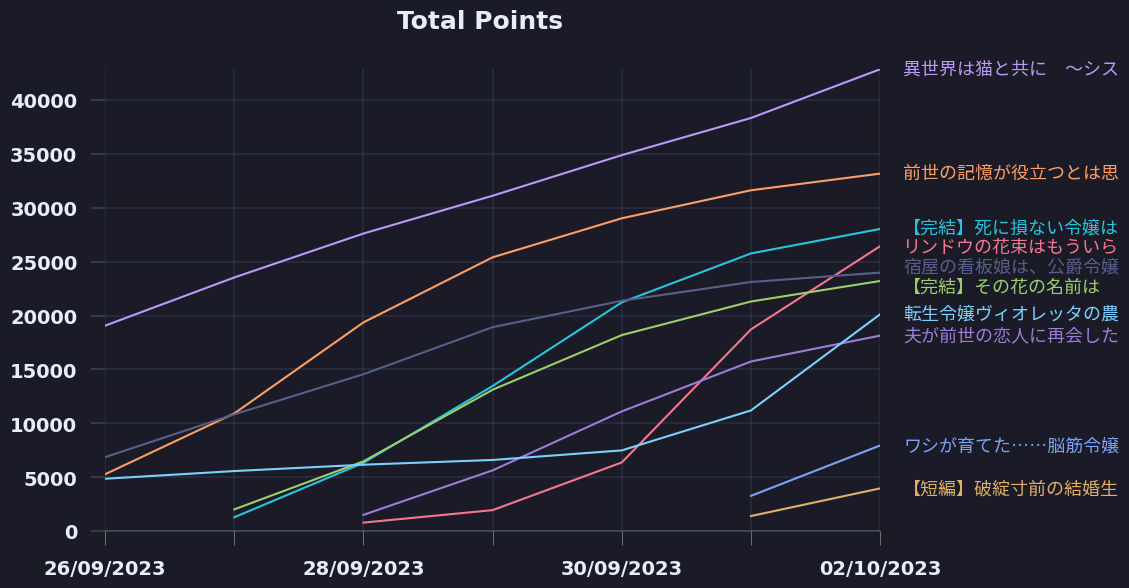 Total Points
40000
35000
30000
25000
20000
15000
10000
5000
0
26/09/2023
28/09/2023
30/09/2023
02/10/2023
異世界は猫と共に　～シス
前世の記憶が役立つとは思
【完結】死に損ない令嬢は
リンドウの花束はもういら
宿屋の看板娘は、公爵令嬢
【完結】その花の名前は
転生令嬢ヴィオレッタの農
夫が前世の恋人に再会した
ワシが育てた……脳筋令嬢
【短編】破綻寸前の結婚生